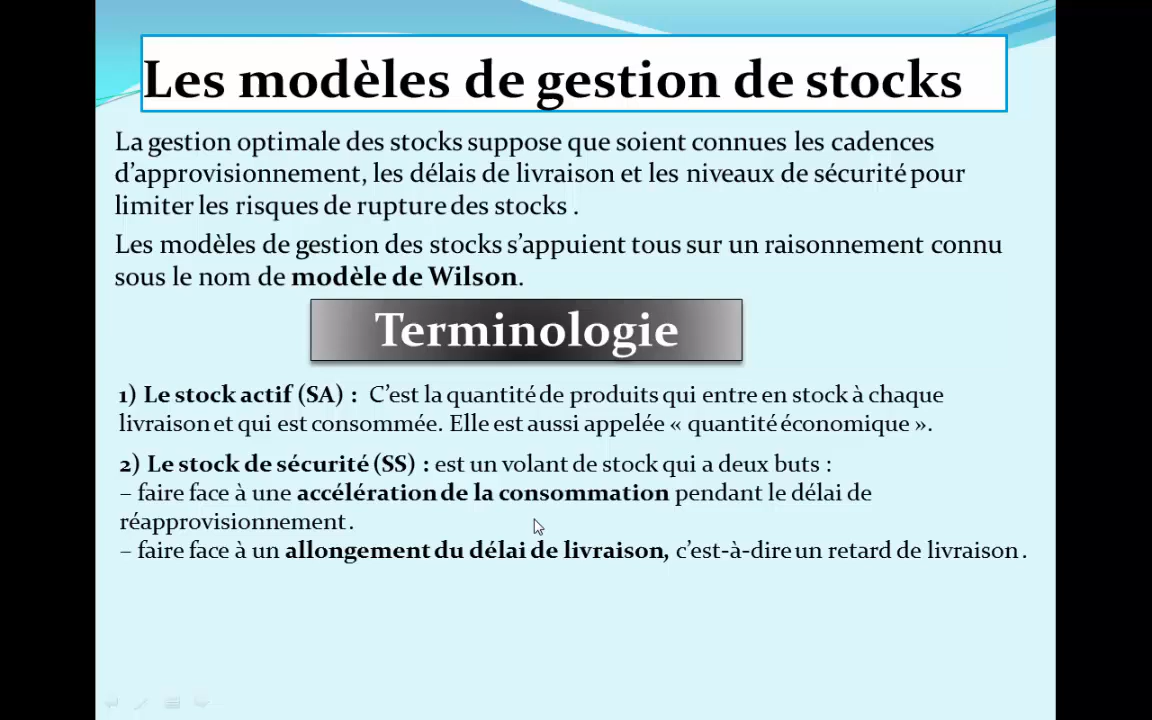 Les modèles de gestion de stocks
La gestion optimale des stocks suppose que soient connues les cadences
d'approvisionnement, les délais de livraison et les niveaux de sécurité pour
limiter les risques de rupture des stocks .
Les modèles de gestion des stocks s'appuient tous sur un raisonnement connu
sous le nom de modèle de Wilson.
Terminologie
1) Le stock actif (SA) : C'est la quantité de produits qui entre en stock à chaque
livraison et qui est consommée. Elle est aussi appelée « quantité économique ».
2) Le stock de sécurité (SS) : est un volant de stock qui a deux buts :
– faire face à une accélération de la consommation pendant le délai de
réapprovisionnement.
– faire face à un allongement du délai de livraison, c'est-à-dire un retard de livraison .